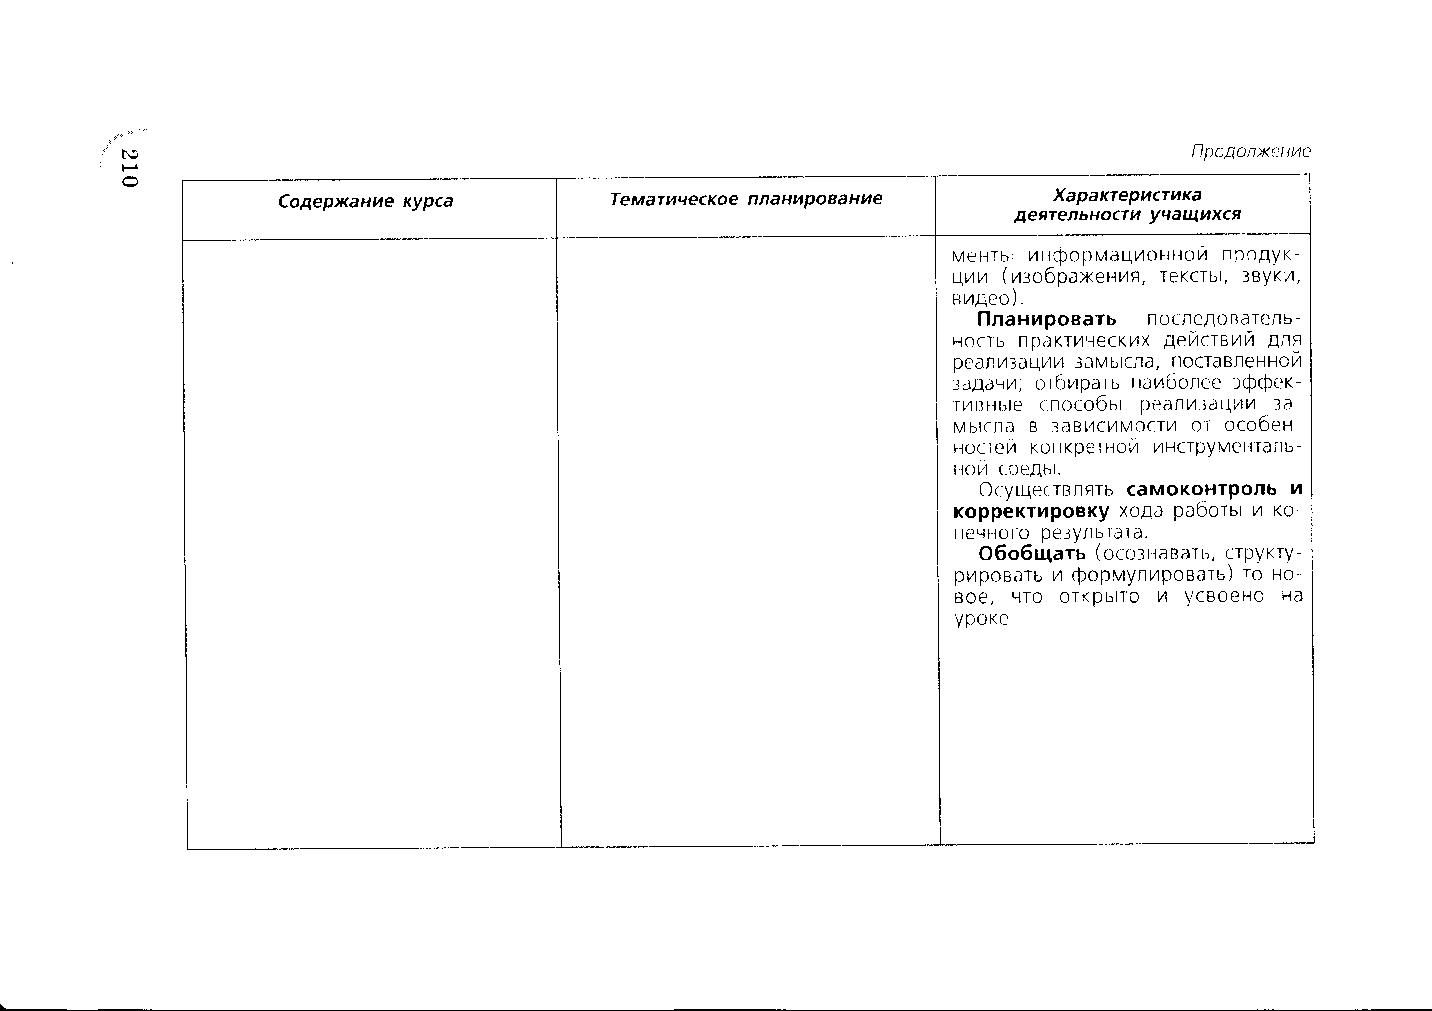 210
Продолжение
Содержание курса
Тематическое планирование
Характеристика
деятельности учащихся
менты информационной продук-
ции (изображения, тексты, звуки,
видео).
Планировать последователь-
ность практических действий для
реализации замысла, поставленной
задачи; отбирать наиболее эффек-
тивные способы реализации за
мысла в зависимости от особен
ностей конкретной инструменталь-
ной среды.
Осуществлять самоконтроль и
корректировку хода работы и ко-
нечного результата.
Обобщать (осознавать, структу-
рировать и формулировать) то но-
вое, что открыто и усвоено на
уроке